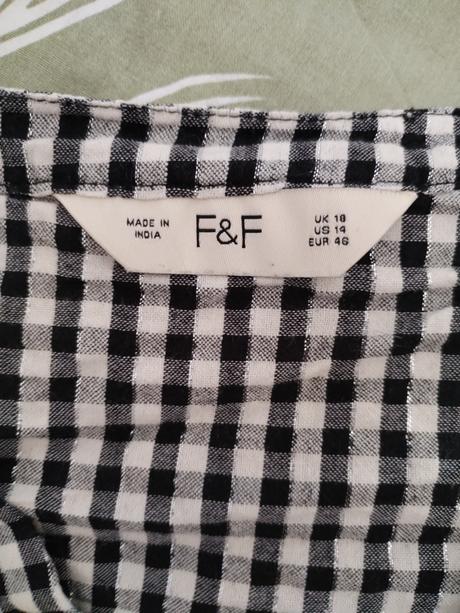 MADE IN
INDIA
F&F
UK 18
US 14
EUR 46